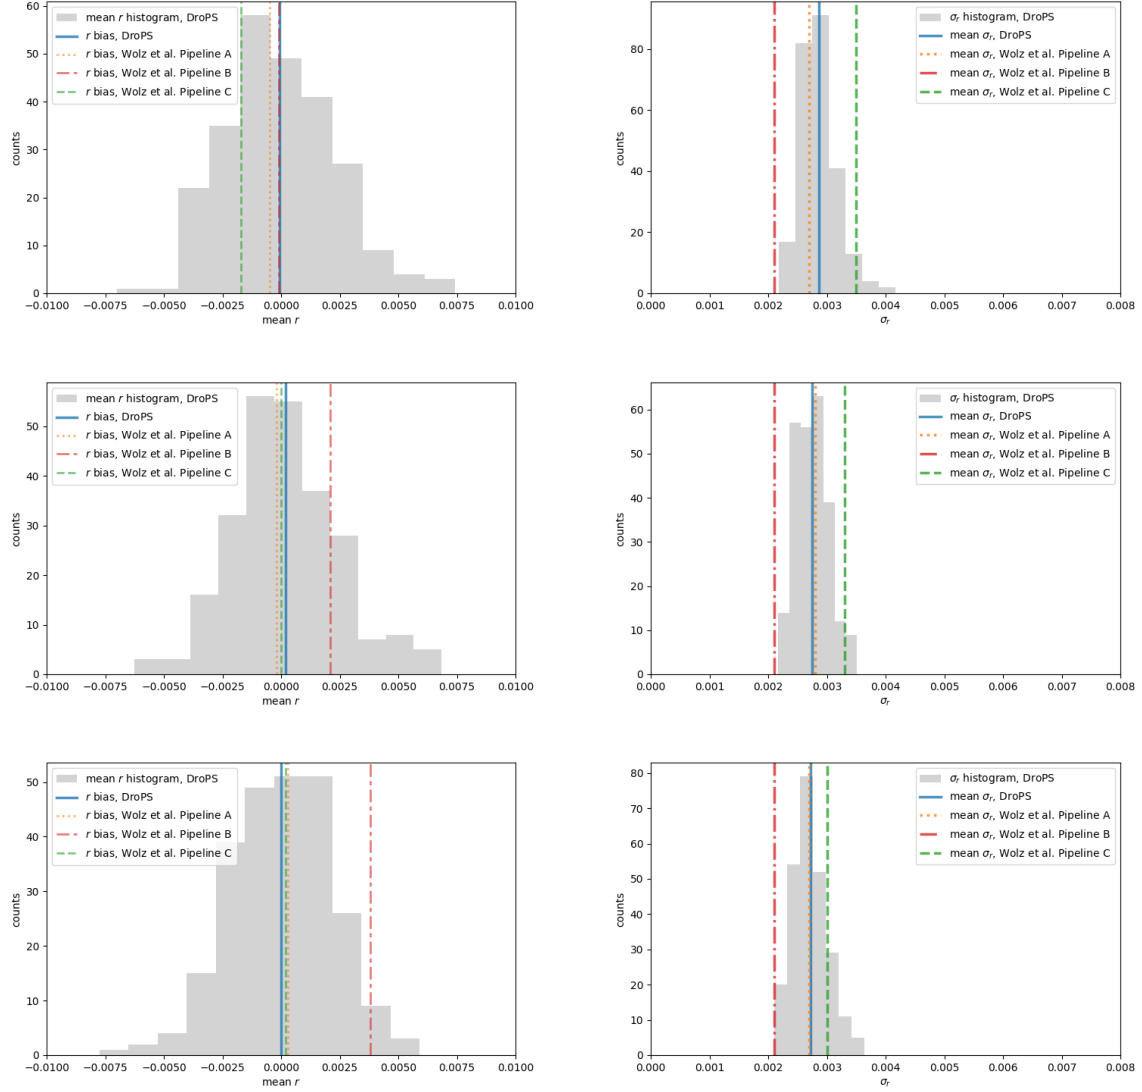 60
50
40
30
20
10
0
counts
mean r histogram, DroPS
r bias, DroPS
r bias, Wolz et al. Pipeline A
r bias, Wolz et al. Pipeline B
r bias, Wolz et al. Pipeline C
−0.0100 −0.0075 −0.0050 −0.0025 0.0000 0.0025 0.0050 0.0075 0.0100
mean r
80
60
40
20
0
counts
σr histogram, DroPS
mean σr, DroPS
mean σr, Wolz et al. Pipeline A
mean σr, Wolz et al. Pipeline B
mean σr, Wolz et al. Pipeline C
0.000 0.001 0.002 0.003 0.004 0.005 0.006 0.007 0.008
σr
50
40
30
20
10
0
counts
mean r histogram, DroPS
r bias, DroPS
r bias, Wolz et al. Pipeline A
r bias, Wolz et al. Pipeline B
r bias, Wolz et al. Pipeline C
−0.0100 −0.0075 −0.0050 −0.0025 0.0000 0.0025 0.0050 0.0075 0.0100
mean r
60
50
40
30
20
10
0
counts
σr histogram, DroPS
mean σr, DroPS
mean σr, Wolz et al. Pipeline A
mean σr, Wolz et al. Pipeline B
mean σr, Wolz et al. Pipeline C
0.000 0.001 0.002 0.003 0.004 0.005 0.006 0.007 0.008
σr
50
40
30
20
10
0
counts
mean r histogram, DroPS
r bias, DroPS
r bias, Wolz et al. Pipeline A
r bias, Wolz et al. Pipeline B
r bias, Wolz et al. Pipeline C
−0.0100 −0.0075 −0.0050 −0.0025 0.0000 0.0025 0.0050 0.0075 0.0100
mean r
80
70
60
50
40
30
20
10
0
counts
σr histogram, DroPS
mean σr, DroPS
mean σr, Wolz et al. Pipeline A
mean σr, Wolz et al. Pipeline B
mean σr, Wolz et al. Pipeline C
0.000 0.001 0.002 0.003 0.004 0.005 0.006 0.007 0.008
σr